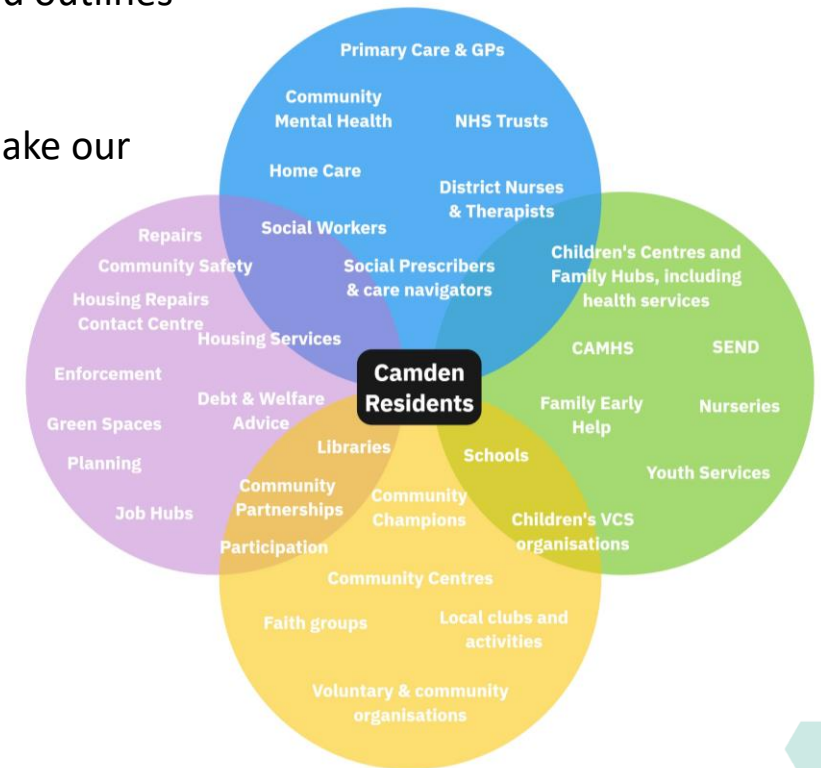 d outlines
ake our
Primary Care & GPs
Community
Mental Health
NHS Trusts
Home Care
District Nurses
& Therapists
Social Workers
Social Prescribers
& care navigators
Repairs
Community Safety
Housing Repairs
Contact Centre
Housing Services
Enforcement
Debt & Welfare
Advice
Green Spaces
Planning
Job Hubs
Libraries
Community
Partnerships
Participation
Camden
Residents
Children's Centres and
Family Hubs, including
health services
CAMHS
SEND
Family Early
Help
Nurseries
Youth Services
Schools
Children's VCS
organisations
Community
Champions
Community Centres
Faith groups
Local clubs and
activities
Voluntary & community
organisations